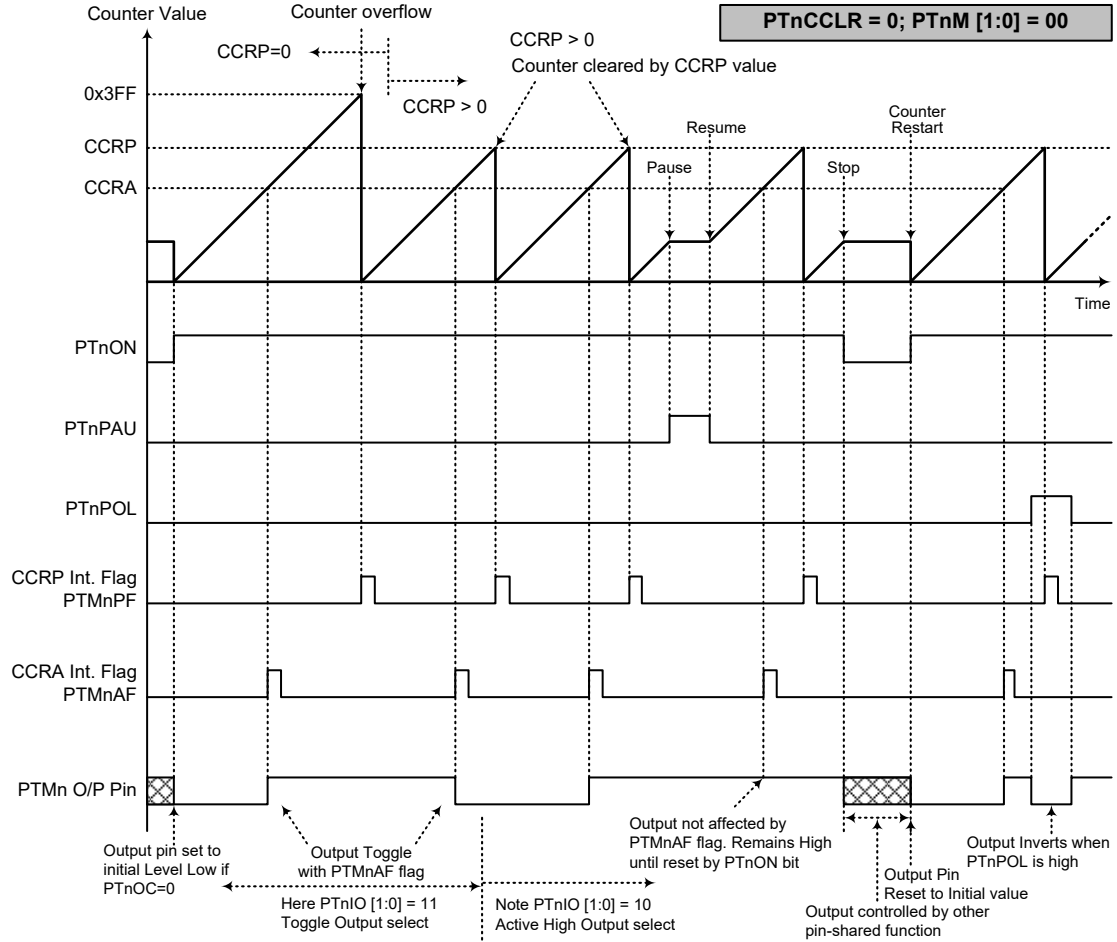 Counter Value
Counter overflow
PTnCCLR = 0; PTnM [1:0] = 00
CCRP=0
CCRP > 0
CCRP > 0
Counter cleared by CCRP value
0x3FF
CCRP
CCRA
Pause
Resume
Stop
Counter
Restart
Time
PTnON
PTnPAU
PTnPOL
CCRP Int. Flag
PTMnPF
CCRA Int. Flag
PTMnAF
PTMn O/P Pin
Output pin set to
initial Level Low if
PTnOC=0
Output Toggle
with PTMnAF flag
Here PTnIO [1:0] = 11
Toggle Output select
Note PTnIO [1:0] = 10
Active High Output select
Output not affected by
PTMnAF flag. Remains High
until reset by PTnON bit
Output Inverts when
PTnPOL is high
Output Pin
Reset to Initial value
Output controlled by other
pin-shared function